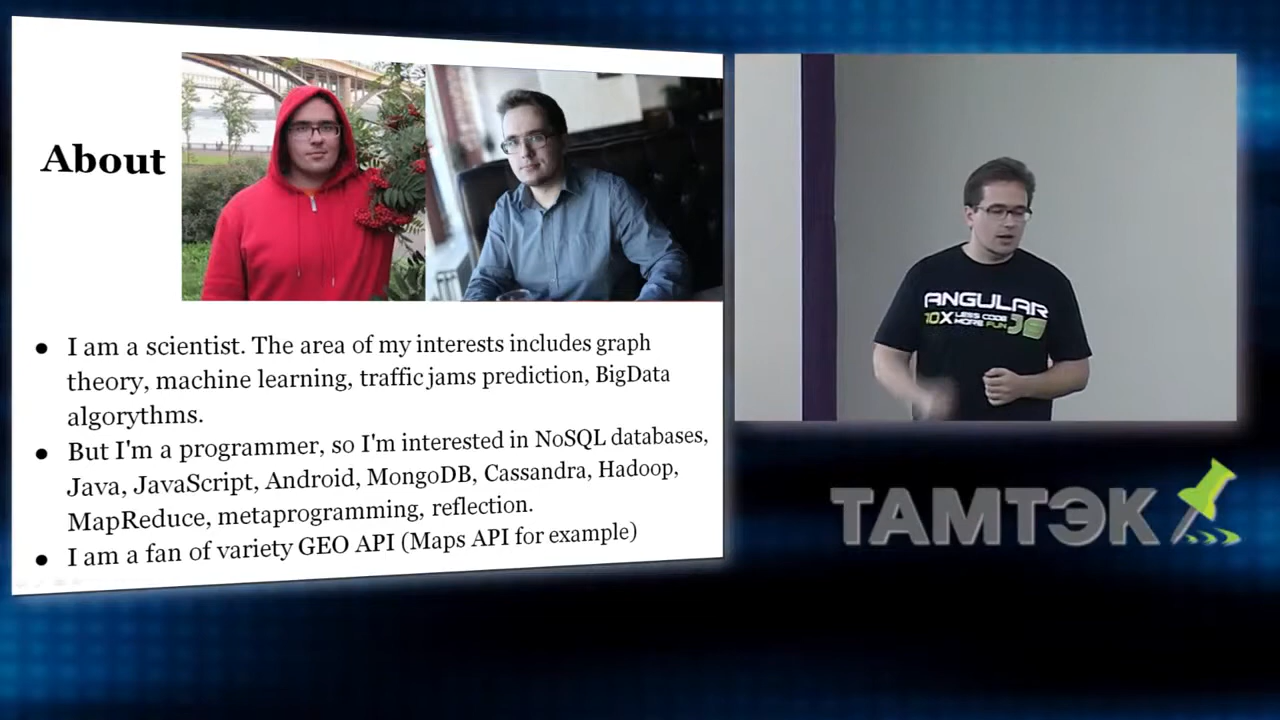 About
● I am a scientist. The area of my interests includes graph
theory, machine learning, traffic jams prediction, BigData
algorythms.
● But I'm a programmer, so I'm interested in NoSQL databases,
Java, JavaScript, Android, MongoDB, Cassandra, Hadoop,
MapReduce, metaprogramming, reflection.
● I am a fan of variety GEO API (Maps API for example)
ANGULAR
10X LESS CODE
MORE FUN JS
ТАМТЭК